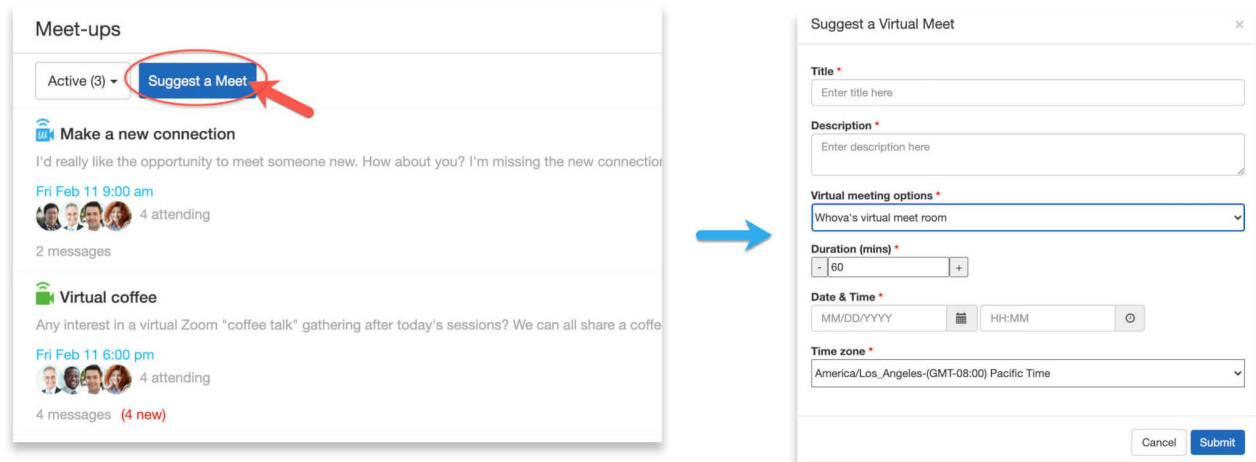 Meet-ups
Active (3)
Suggest a Meet
Make a new connection
I'd really like the opportunity to meet someone new. How about you? I'm missing the new connection
Fri Feb 11 9:00 am
4 attending
2 messages
Virtual coffee
Any interest in a virtual Zoom "coffee talk" gathering after today's sessions? We can all share a coffe
Fri Feb 11 6:00 pm
4 attending
4 messages (4 new)
Suggest a Virtual Meet ×
Title *
Enter title here
Description *
Enter description here
Virtual meeting options *
Whova's virtual meet room
Duration (mins) *
- 60 +
Date & Time *
MM/DD/YYYY HH:MM
Time zone *
America/Los_Angeles-(GMT-08:00) Pacific Time
Cancel Submit